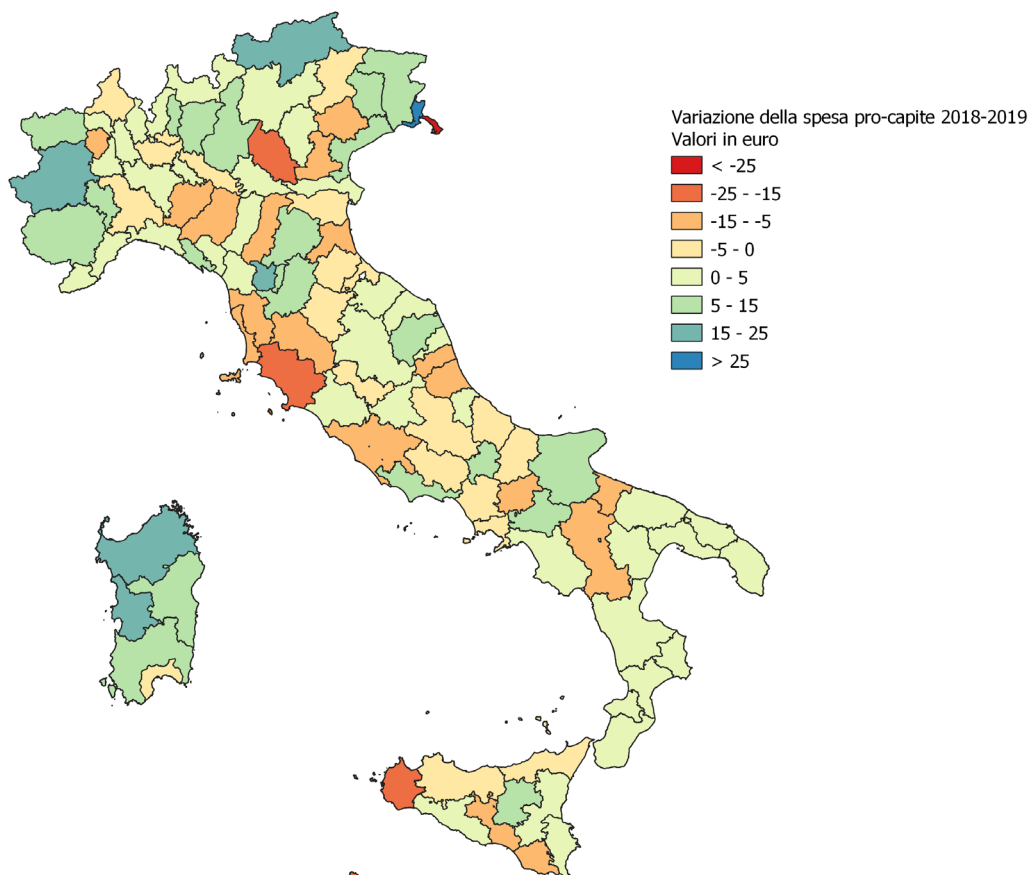 Variazione della spesa pro-capite 2018-2019
Valori in euro
< -25
-25 - -15
-15 - -5
-5 - 0
0 - 5
5 - 15
15 - 25
> 25